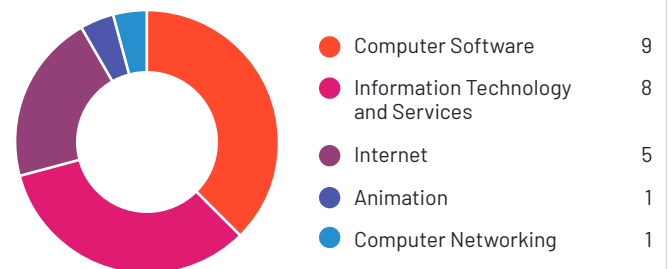 Computer Software 9
Information Technology 8
and Services
Internet 5
Animation 1
Computer Networking 1